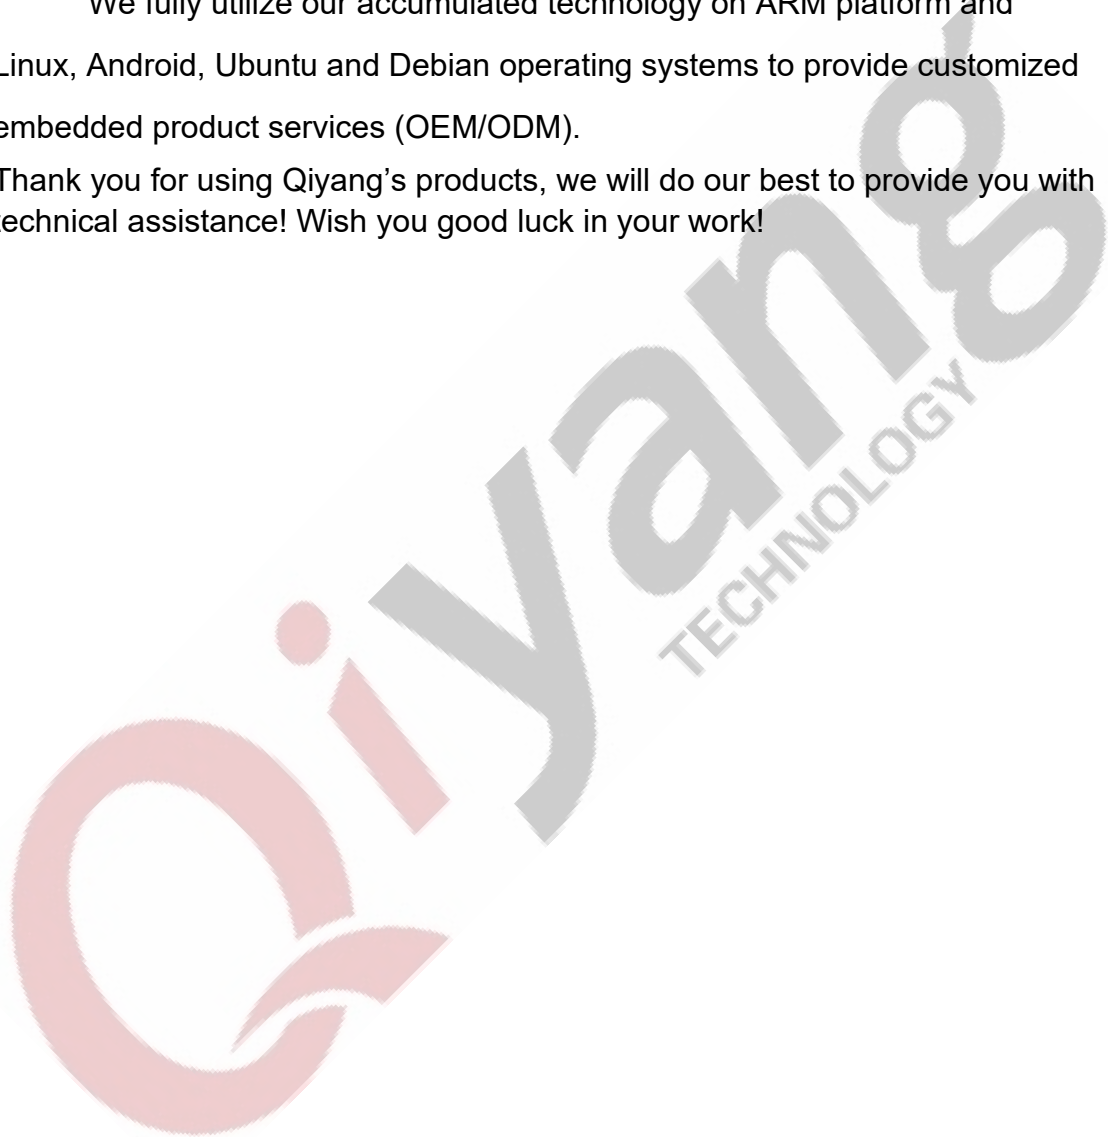 We fully utilize our accumulated technology on ARM platform and
Linux, Android, Ubuntu and Debian operating systems to provide customized
embedded product services (OEM/ODM).
Thank you for using Qiyang’s products, we will do our best to provide you with
technical assistance! Wish you good luck in your work!
Qiyang
TECHNOLOGY